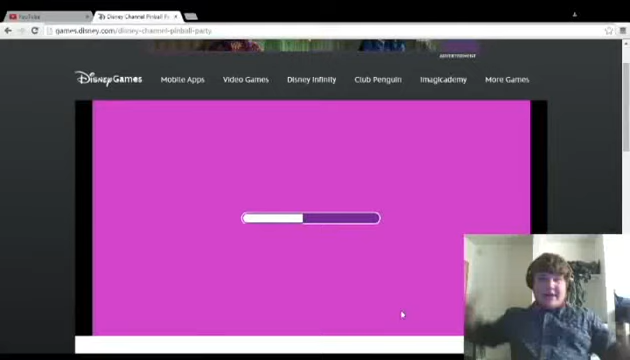 YouTube
Disney Channel Pinball Pa
games.disney.com/disney-channel-pinball-party
ADVERTISEMENT
Disney Games Mobile Apps Video Games Disney Infinity Club Penguin Imagicademy More Games